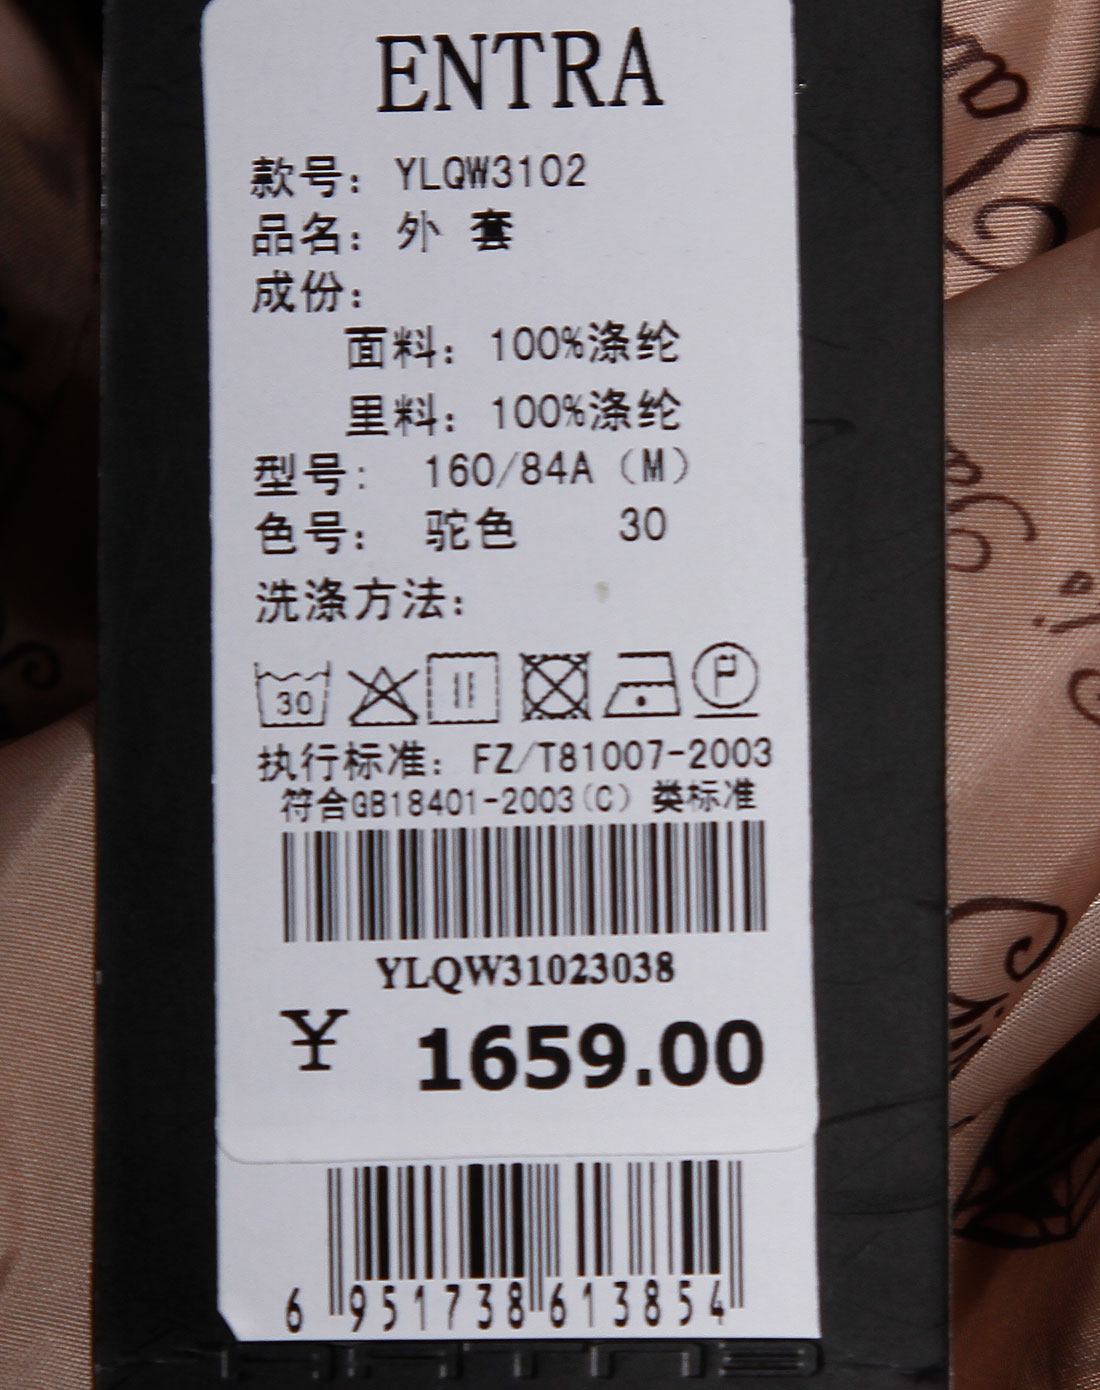 ENTRA
款号: YLQW3102
品名: 外 套
成份:
面料: 100%涤纶
里料: 100%涤纶
型号: 160/84A (M)
色号: 驼色 30
洗涤方法:
30 P
执行标准: FZ/T81007-2003
符合GB18401-2003(C) 类标准
YLQW31023038
¥ 1659.00
6 951738 613854